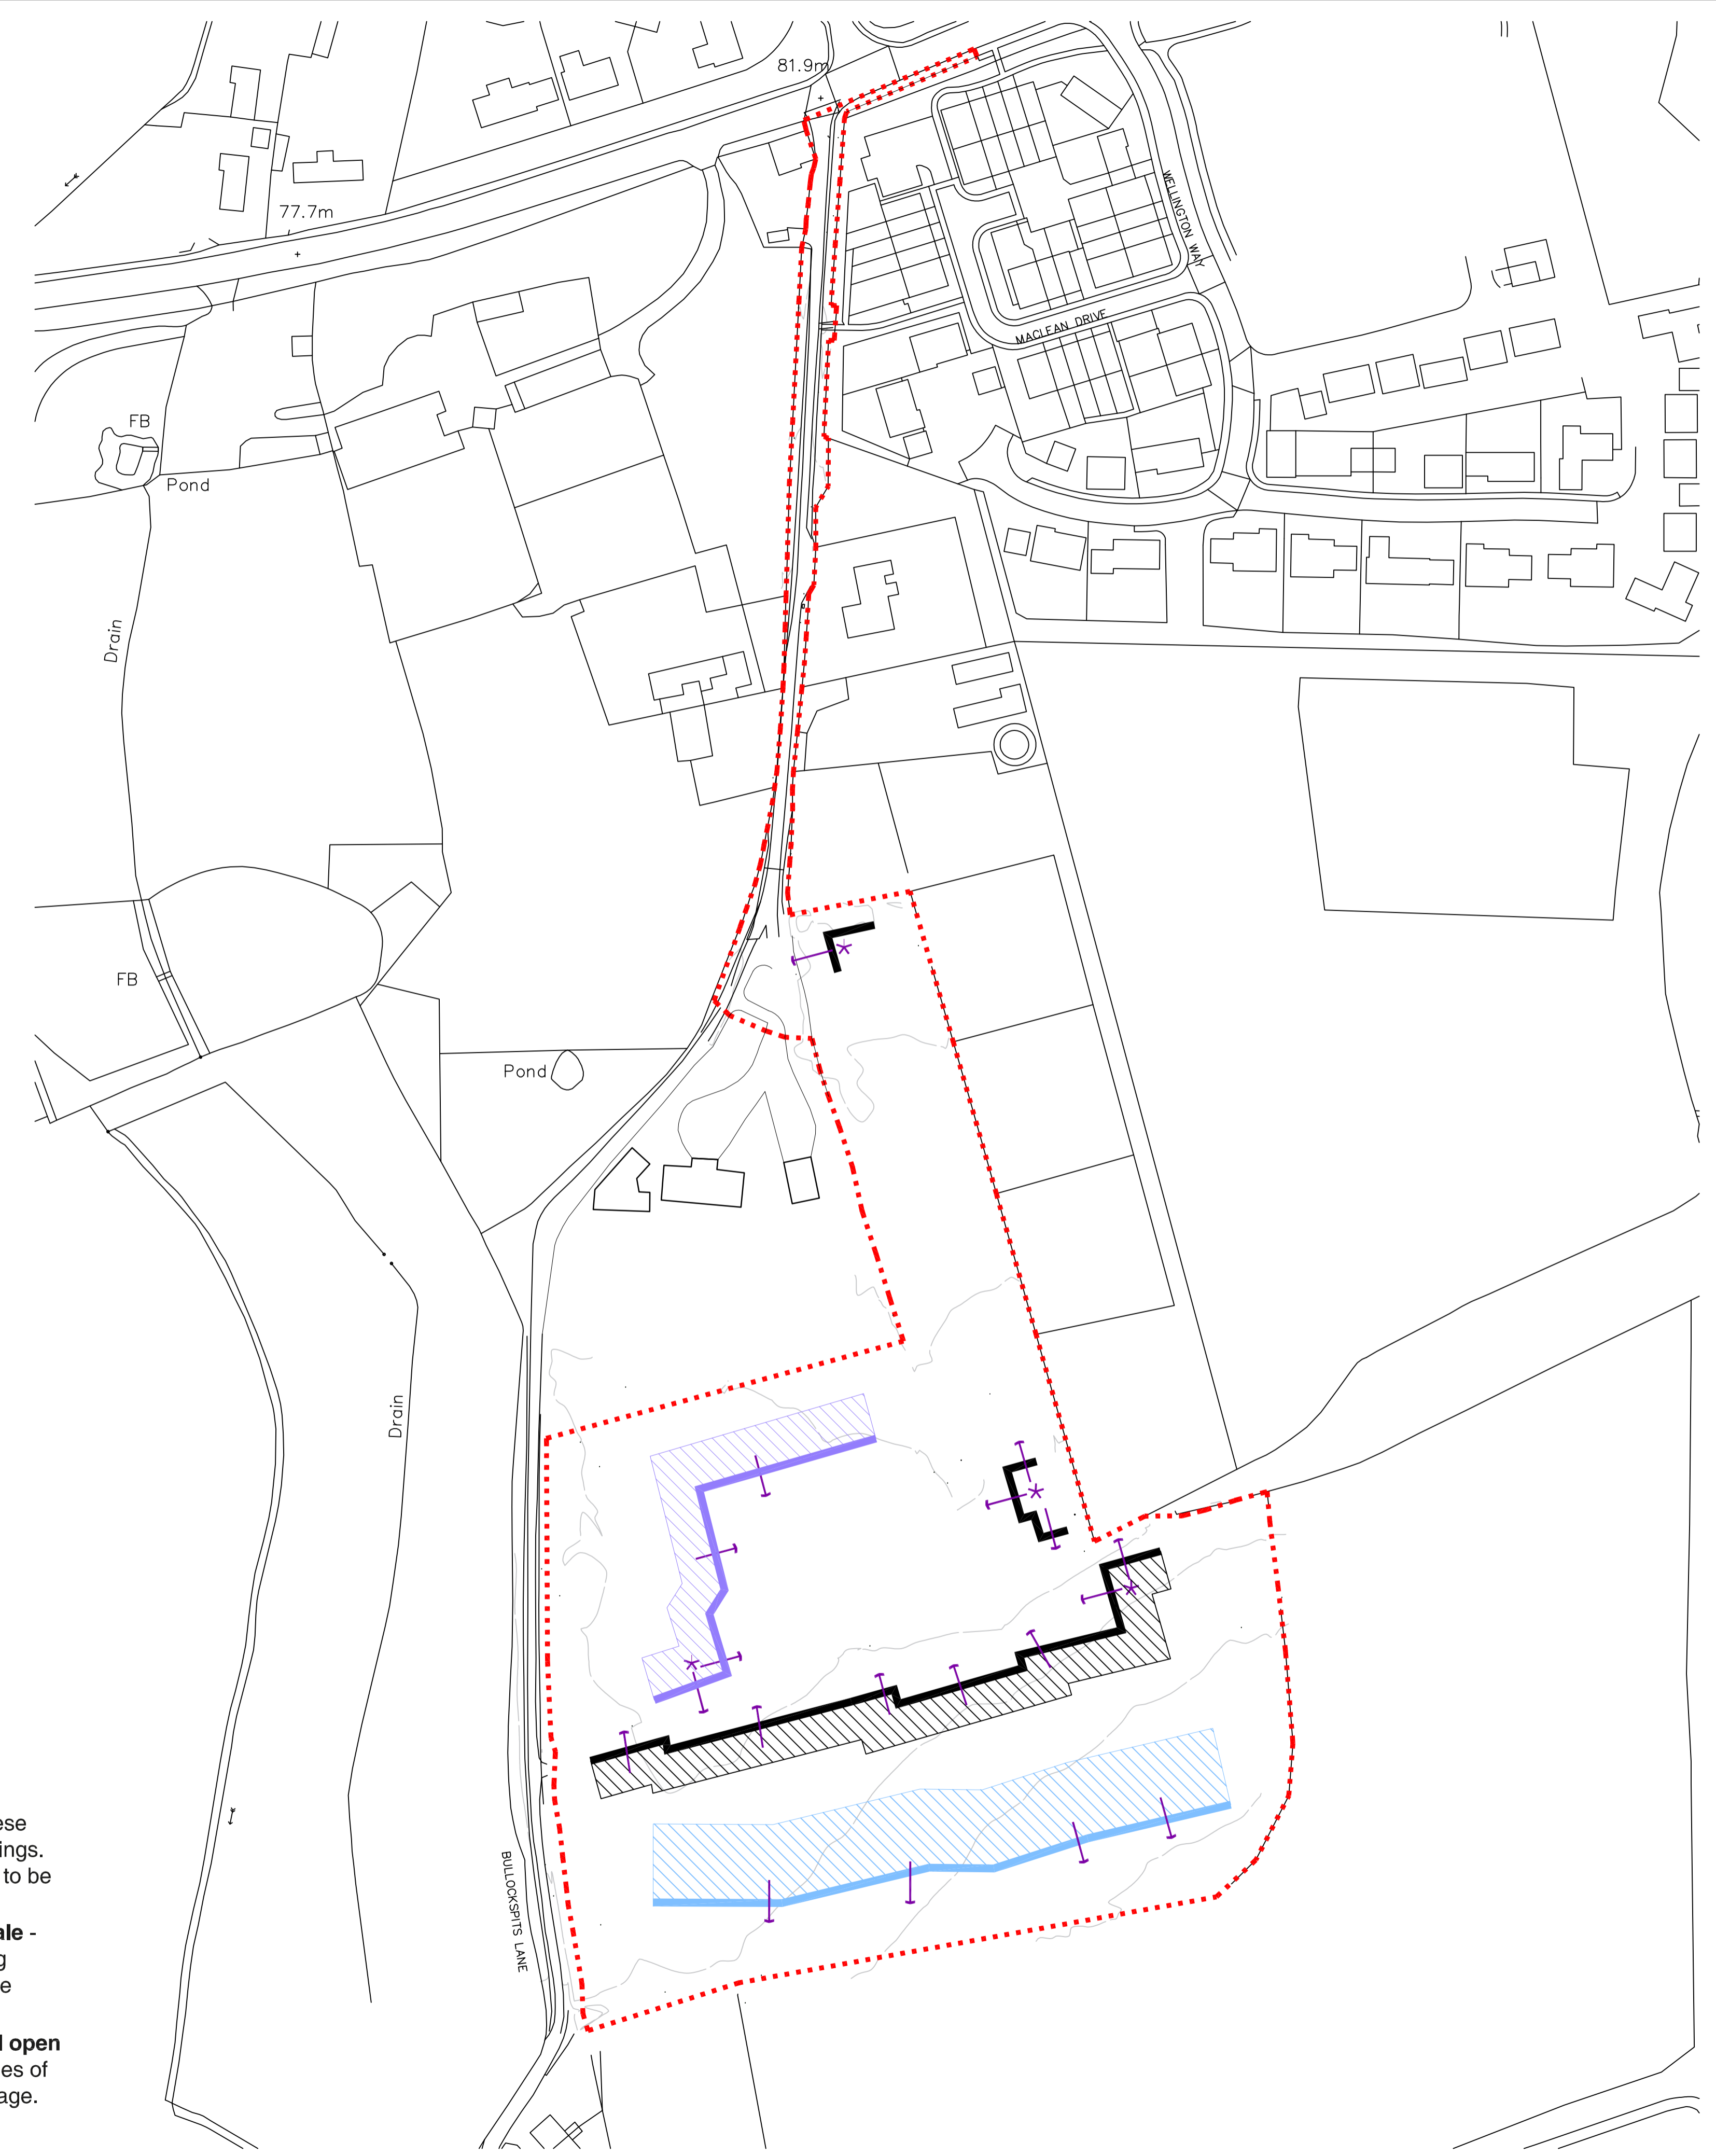 81.9m
77.7m
WELLINGTON WAY
MACLEAN DRIVE
FB
Pond
Drain
FB
Pond
Drain
BULLOCKSPITS LANE
ese
ings.
to be
ale -
g
e
l open
es of
age.